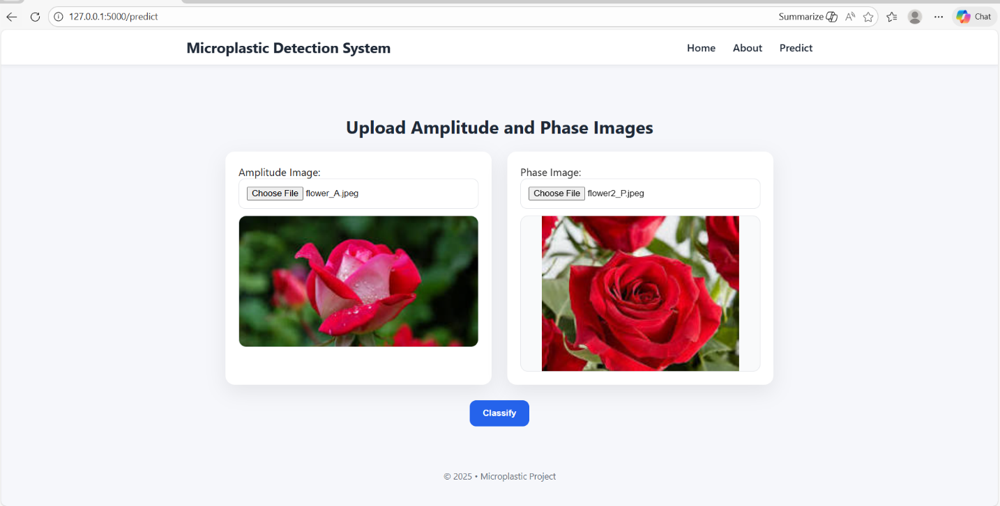 127.0.0.1:5000/predict
Summarize
A
Chat
Microplastic Detection System
Home About Predict
Upload Amplitude and Phase Images
Amplitude Image:
Choose File flower_A.jpeg
Phase Image:
Choose File flower2_P.jpeg
Classify
© 2025 • Microplastic Project